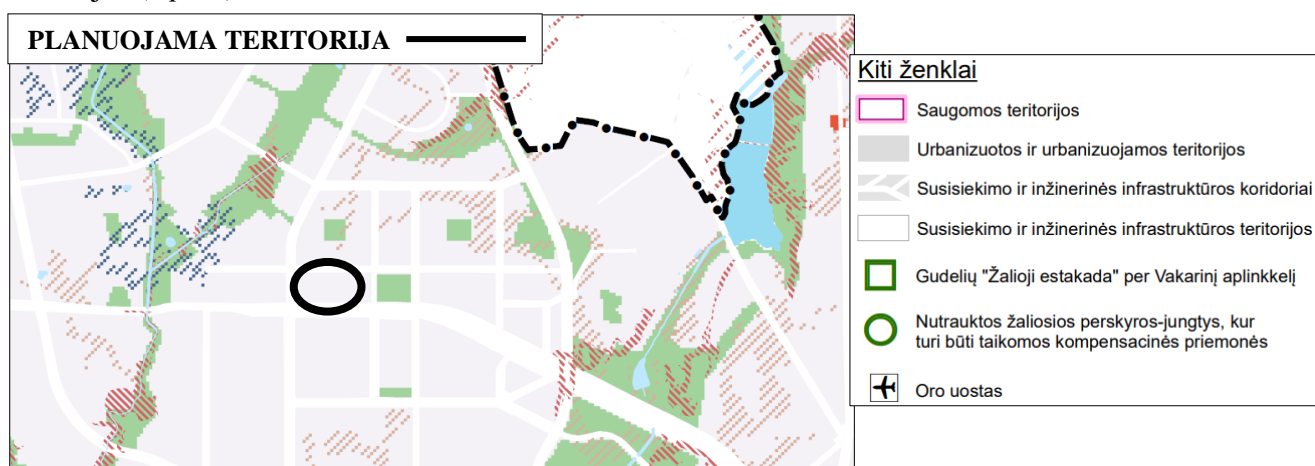 PLANUOJAMA TERITORIJA
Kiti ženklai
Saugomos teritorijos
Urbanizuotos ir urbanizuojamos teritorijos
Susisiekimo ir inžinerinės infrastruktūros koridoriai
Susisiekimo ir inžinerinės infrastruktūros teritorijos
Gudelių "Žalioji estakada" per Vakarinį aplinkkelį
Nutrauktos žaliosios perskyros-jungtys, kur
turi būti taikomos kompensacinės priemonės
Oro uostas